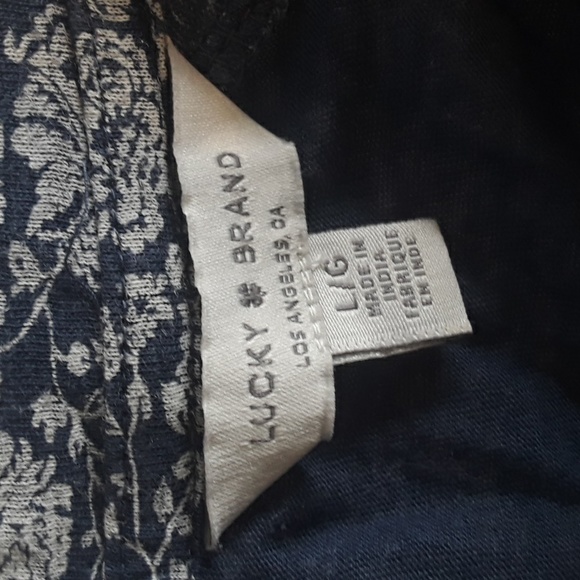 LUCKY BRAND
LOS ANGELES, CA
L/G
MADE IN
INDIA
FABRIQUE
EN INDE